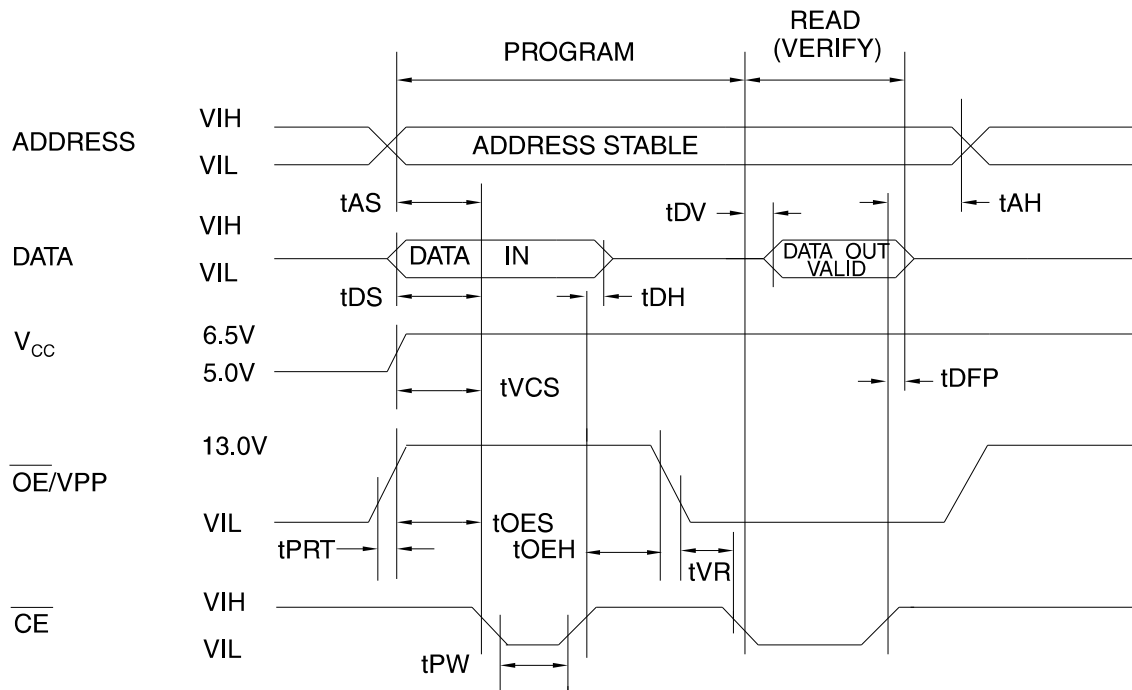 READ
(VERIFY)
PROGRAM
ADDRESS
VIH
VIL
ADDRESS STABLE
tAS
tDV
tAH
DATA
VIH
VIL
DATA IN
DATA OUT
VALID
tDS
tDH
VCC
6.5V
5.0V
tVCS
tDFP
OE/VPP
13.0V
VIL
tOES
tPRT
tOEH
tVR
CE
VIH
VIL
tPW